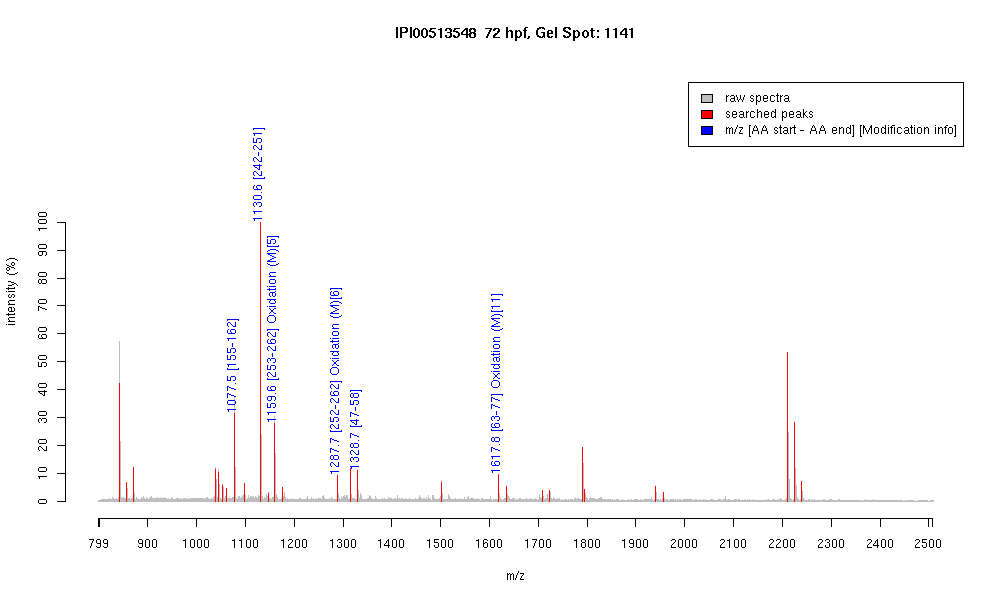 IPI00513548 72 hpf, Gel Spot: 1141
raw spectra
searched peaks
m/z [AA start - AA end] [Modification info]
intensity (%)
100
90
80
70
60
50
40
30
20
10
0
1077.5 [155-162]
1130.6 [242-251]
1159.6 [253-262] Oxidation (M)[5]
1287.7 [252-262] Oxidation (M)[6]
1328.7 [47-58]
1617.8 [63-77] Oxidation (M)[11]
799 900 1000 1100 1200 1300 1400 1500 1600 1700 1800 1900 2000 2100 2200 2300 2400 2500
m/z